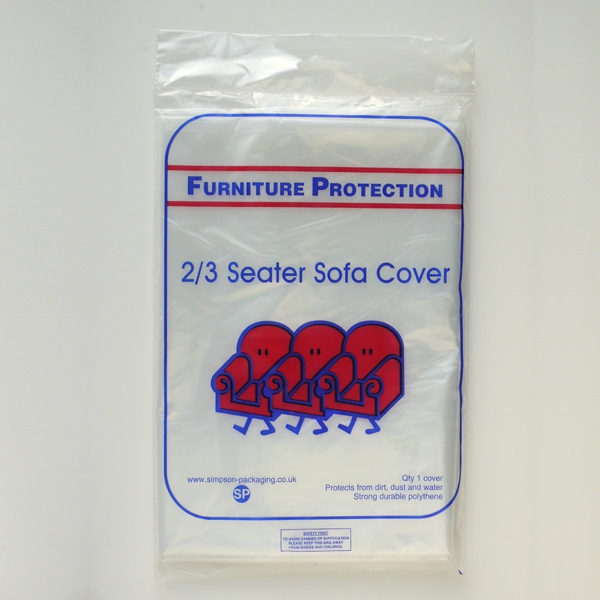 FURNITURE PROTECTION
2/3 Seater Sofa Cover
www.simpson-packaging.co.uk
SP
Qty 1 cover
Protects from dirt, dust and water
Strong durable polythene
SAFETY FIRST
TO AVOID DANGER OF SUFFOCATION
PLEASE KEEP THIS BAG AWAY
FROM BABIES AND CHILDREN.